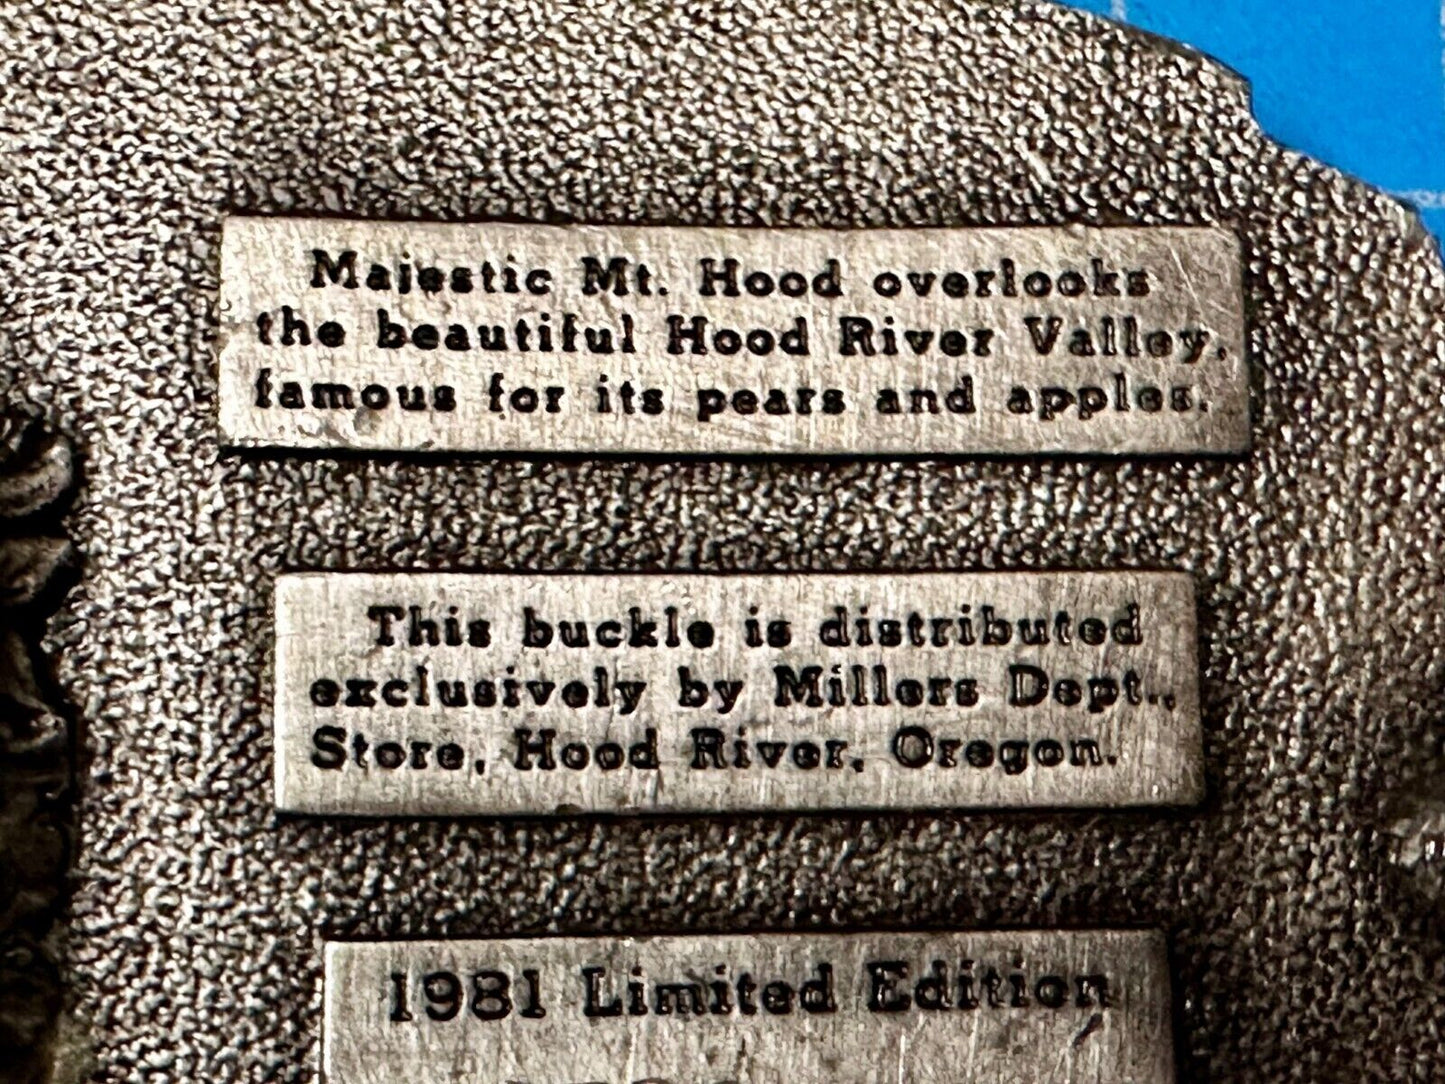 Majestic Mt. Hood overlooks
the beautiful Hood River Valley,
famous for its pears and apples.
This buckle is distributed
exclusively by Millers Dept.,
Store, Hood River, Oregon.
1981 Limited Edition